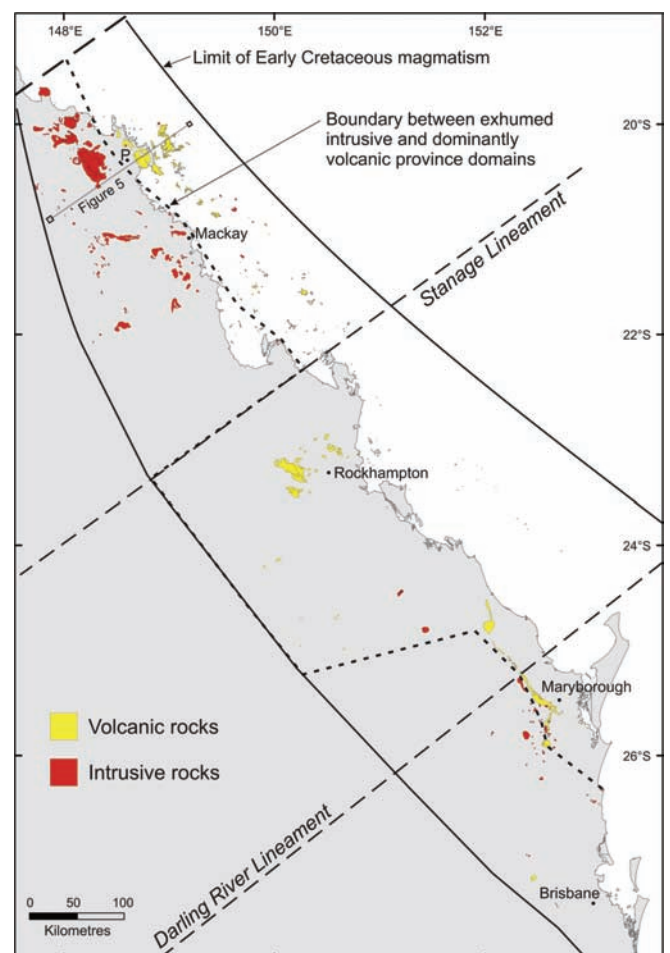 148°E
150°E
152°E
Limit of Early Cretaceous magmatism
20°S
Boundary between exhumed
intrusive and dominantly
volcanic province domains
P
Figure 5
Mackay
Stanage Lineament
22°S
Rockhampton
24°S
Maryborough
Volcanic rocks
Intrusive rocks
26°S
Darling River Lineament
Brisbane
0 50 100
Kilometres